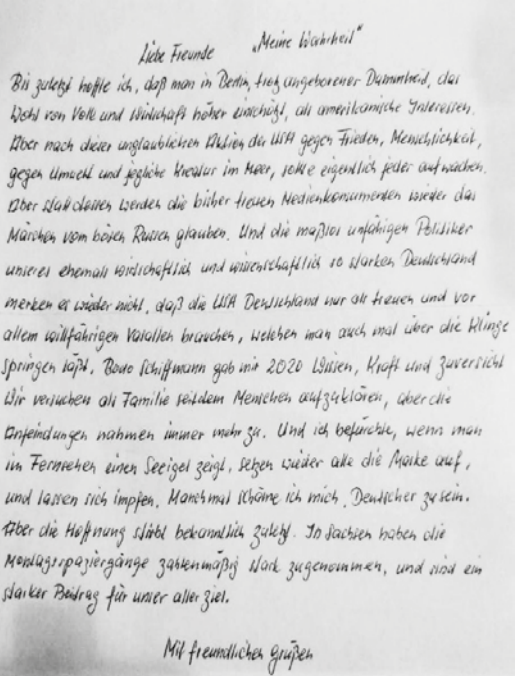 Liebe Freunde „Meine Wahrheit"
Bis zuletzt hoffte ich, daß man in Berlin, trotz angeborener Dummheit, das
Wohl von Volk und Wirtschaft höher einschätzt, als amerikanische Interessen.
Aber nach dieser unglaublichen Aktion der USA gegen Frieden, Menschlichkeit,
gegen Umwelt und jegliche Kreatur im Meer, sollte eigentlich jeder aufwachen.
Aber stattdessen werden die bisher treuen Medienkonsumenten wieder das
Märchen vom bösen Russen glauben. Und die maßlos unfähigen Politiker
unseres ehemals wirtschaftlich und wissenschaftlich so starken Deutschland
merken es wieder nicht, daß die USA Deutschland nur als treuen und vor
allem willfährigen Vasallen brauchen, welchen man auch mal über die Klinge
springen läßt. Bodo Schiffmann gab mir 2020 Wissen, Kraft und Zuversicht
Wir versuchen als Familie seitdem Menschen aufzuklären, aber die
Anfeindungen nahmen immer mehr zu. Und ich befürchte, wenn man
im Fernsehen einen Seeigel zeigt, setzen wieder alle die Maske auf,
und lassen sich impfen. Manchmal schäme ich mich, Deutscher zu sein.
Aber die Hoffnung stirbt bekanntlich zuletzt. In Sachsen haben die
Montagsspaziergänge zahlenmäßig stark zugenommen, und sind ein
starker Beitrag für unser aller Ziel.
Mit freundlichen Grüßen